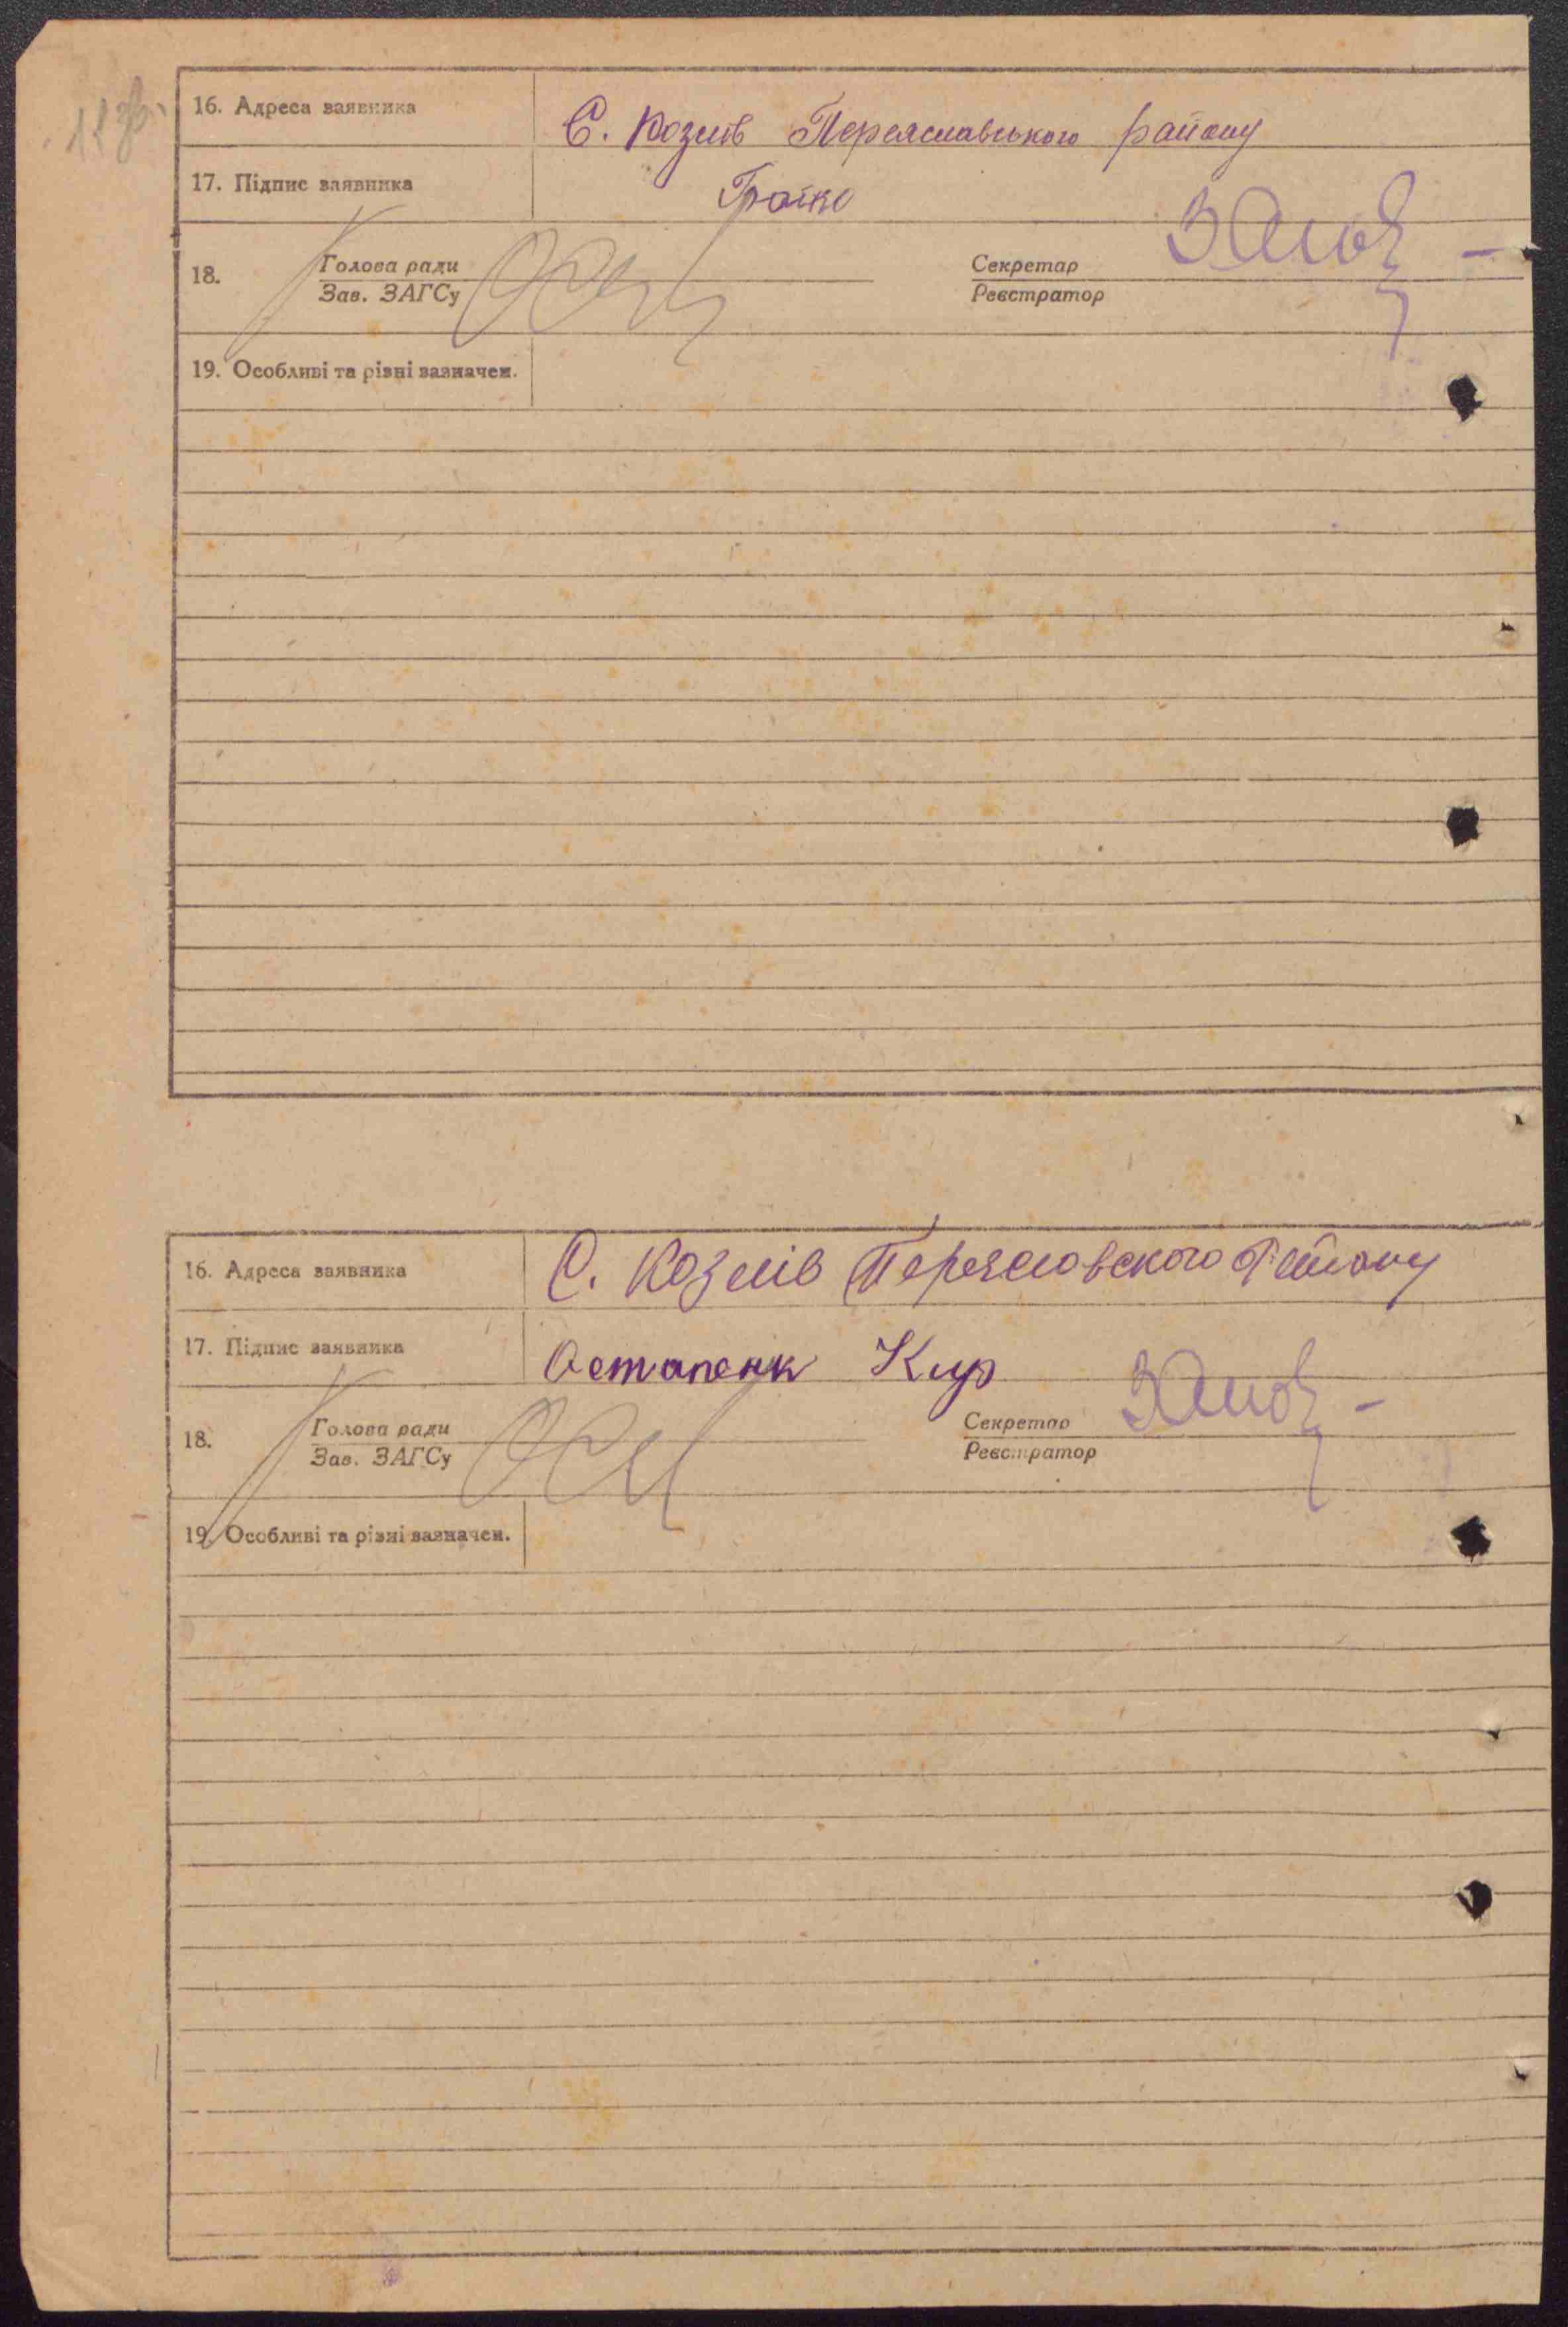 16. Адреса заявника С. Козлів Переяславського району
17. Підпис заявника
18. Голова ради Секретар
Зав. ЗАГСу Реєстратор
19. Особливі та різні зазначен.
16. Адреса заявника С. Козлів Переясловского Району
17. Підпис заявника Остапенк Кир
18. Голова ради Секретар
Зав. ЗАГСу Реєстратор
19. Особливі та різні зазначен.